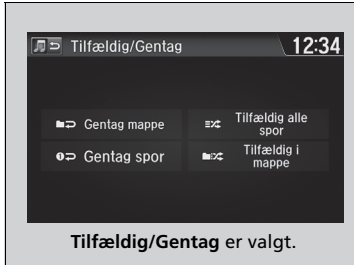 Tilfældig/Gentag
12:34
Gentag mappe
Tilfældig alle
spor
Gentag spor
Tilfældig i
mappe
Tilfældig/Gentag er valgt.